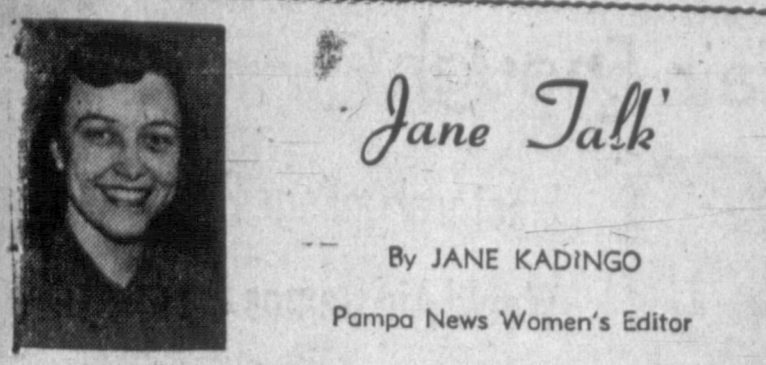 Jane Talk'
By JANE KADINGO
Pampa News Women's Editor